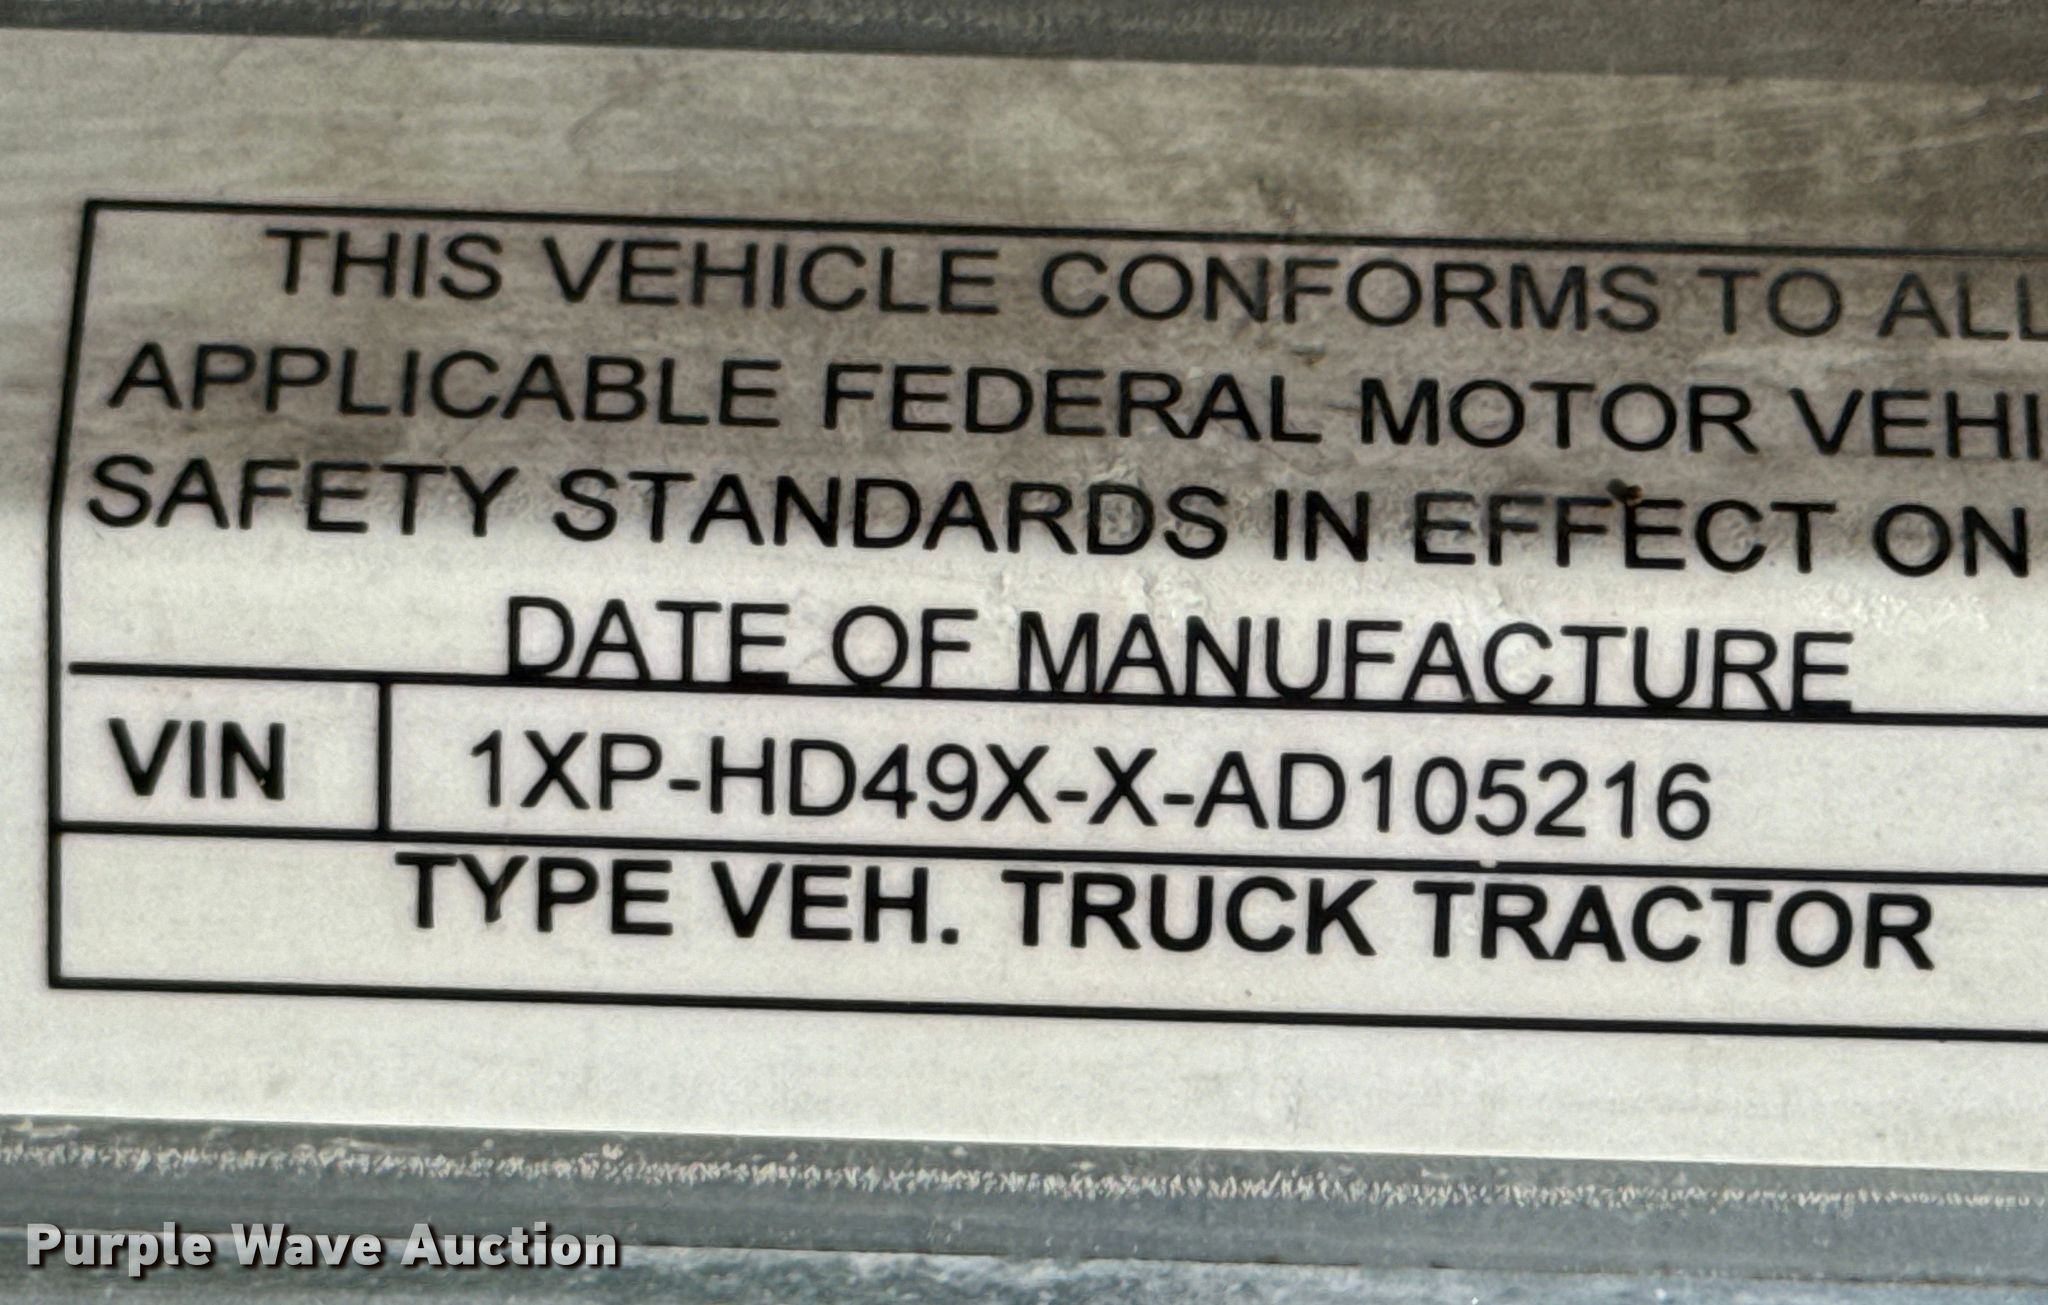 THIS VEHICLE CONFORMS TO ALL
APPLICABLE FEDERAL MOTOR VEHI
SAFETY STANDARDS IN EFFECT ON
DATE OF MANUFACTURE
VIN 1XP-HD49X-X-AD105216
TYPE VEH. TRUCK TRACTOR
Purple Wave Auction